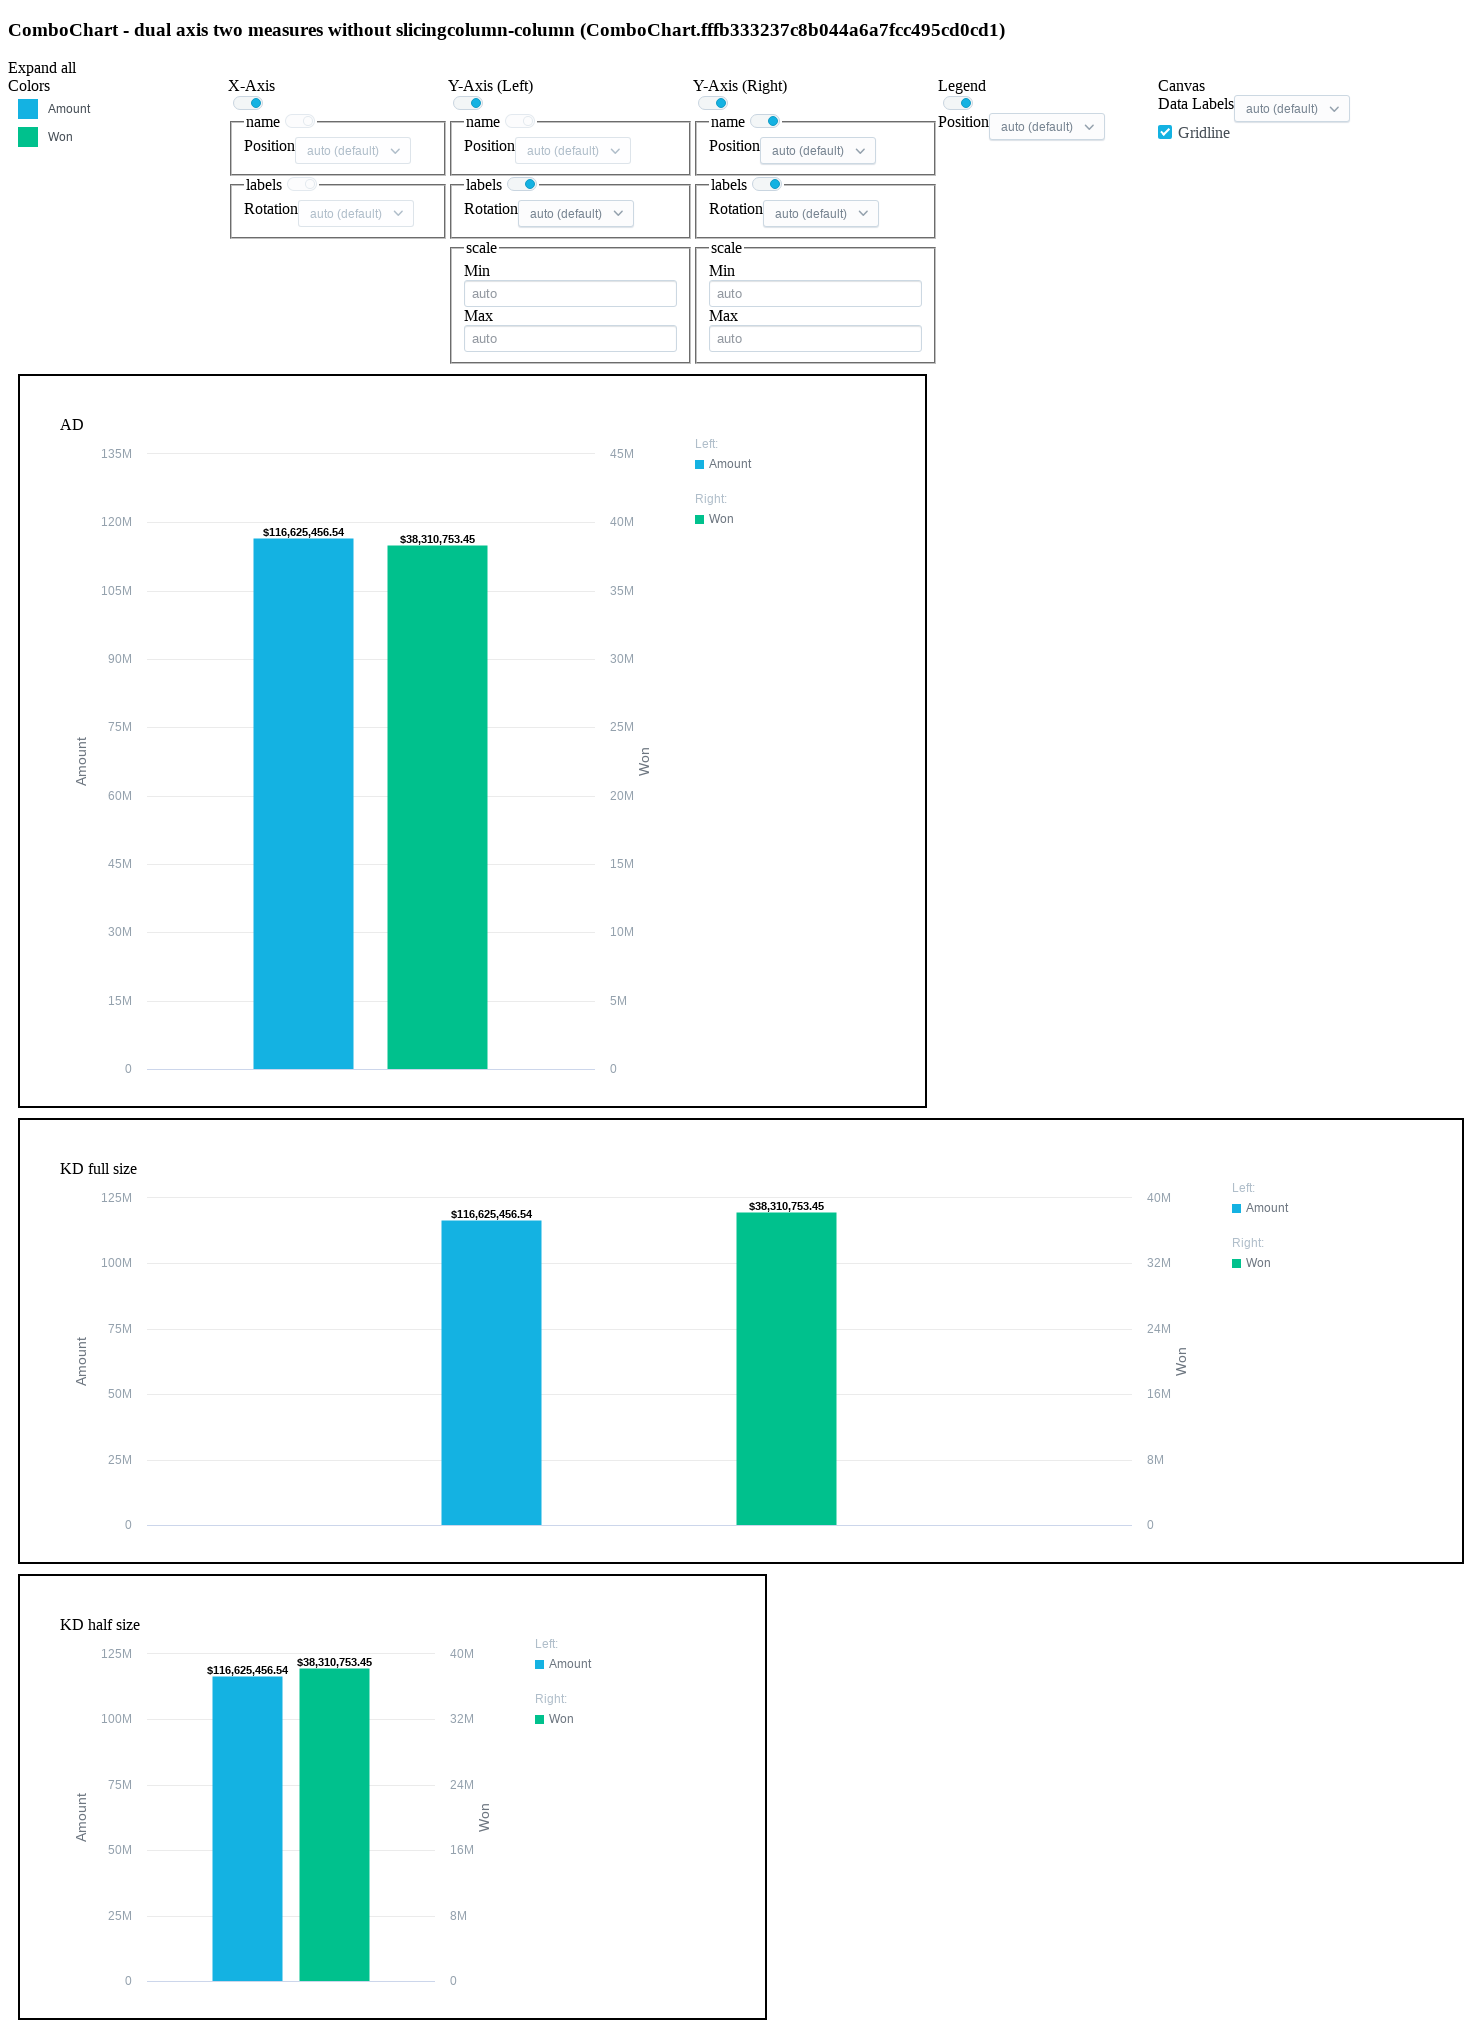 ComboChart - dual axis two measures without slicingcolumn-column (ComboChart.fffb333237c8b044a6a7fcc495cd0cd1)
Expand all
Colors
Amount
Won
X-Axis
name
Position auto (default)
labels
Rotation auto (default)
Y-Axis (Left)
name
Position auto (default)
labels
Rotation auto (default)
scale
Min
auto
Max
auto
Y-Axis (Right)
name
Position auto (default)
labels
Rotation auto (default)
scale
Min
auto
Max
auto
Legend
Position auto (default)
Canvas
Data Labels auto (default)
Gridline
AD
135M
120M
105M
90M
75M
60M
45M
30M
15M
0
Amount
$116,625,456.54
$38,310,753.45
45M
40M
35M
30M
25M
20M
15M
10M
5M
0
Won
Left:
Amount
Right:
Won
KD full size
125M
100M
75M
50M
25M
0
Amount
$116,625,456.54
$38,310,753.45
40M
32M
24M
16M
8M
0
Won
Left:
Amount
Right:
Won
KD half size
125M
100M
75M
50M
25M
0
Amount
$116,625,456.54
$38,310,753.45
40M
32M
24M
16M
8M
0
Won
Left:
Amount
Right:
Won